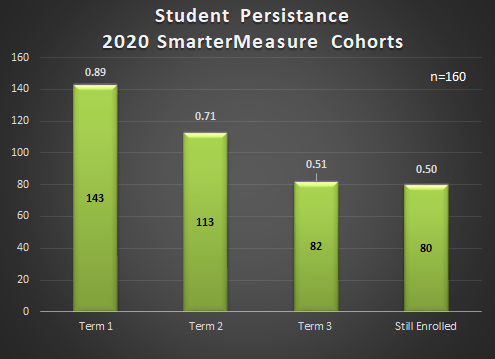 Student Persistance
2020 SmarterMeasure Cohorts
n=160
160
140
120
100
80
60
40
20
0
0.89
0.71
0.51
0.50
143
113
82
80
Term 1
Term 2
Term 3
Still Enrolled